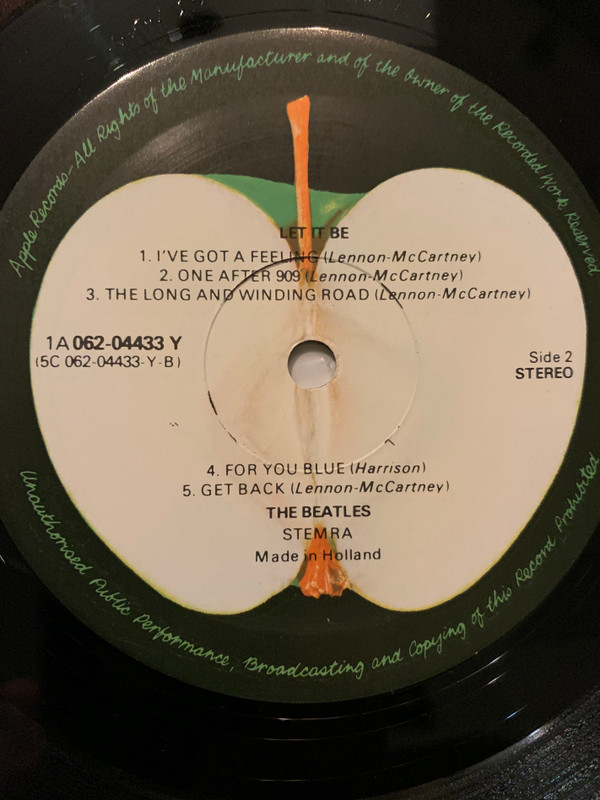 Apple Records-All Rights of the Manufacturer and of the Owner of the Recorded Work Reserved
LET IT BE
1. I'VE GOT A FEELING (Lennon-McCartney)
2. ONE AFTER 909 (Lennon-McCartney)
3. THE LONG AND WINDING ROAD (Lennon-McCartney)
1A 062-04433 Y
(5C 062-04433-Y-B)
Side 2
STEREO
4. FOR YOU BLUE (Harrison)
5. GET BACK (Lennon-McCartney)
THE BEATLES
STEMRA
Made in Holland
Unauthorised Public Performance, Broadcasting and Copying of this Record Prohibited